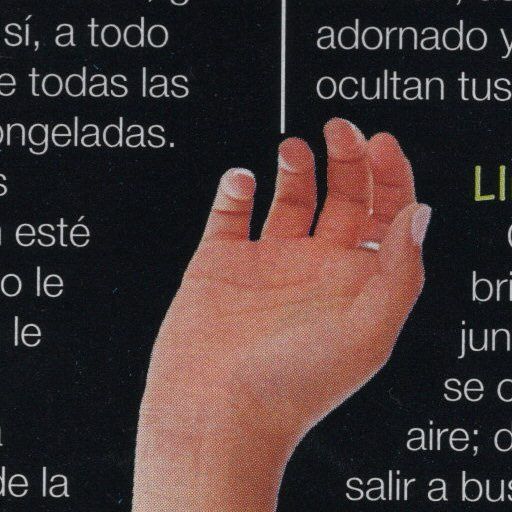 sí, a todo
e todas las
ongeladas.
s
esté
o le
le
a
de la
adornado y
ocultan tus
LI
bri
jun
se
aire; o
salir a bus